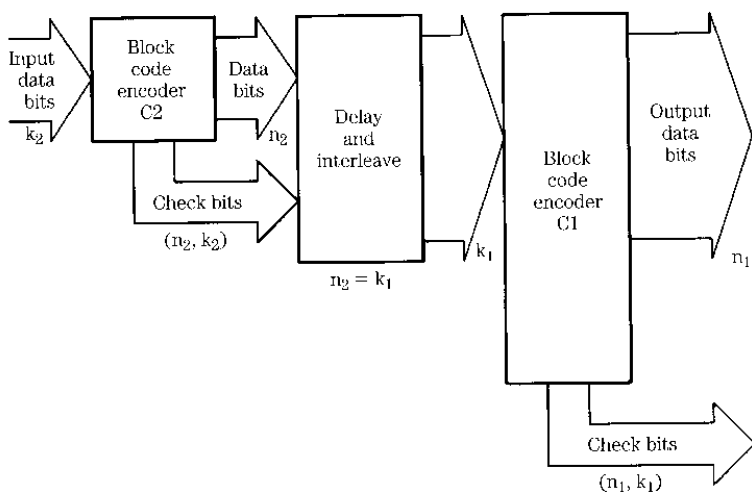 Input
data
bits
k₂
Block
code
encoder
C2
Data
bits
n₂
Check bits
(n₂, k₂)
Delay
and
interleave
n₂ = k₁
k₁
Block
code
encoder
C1
Output
data
bits
n₁
Check bits
(n₁, k₁)